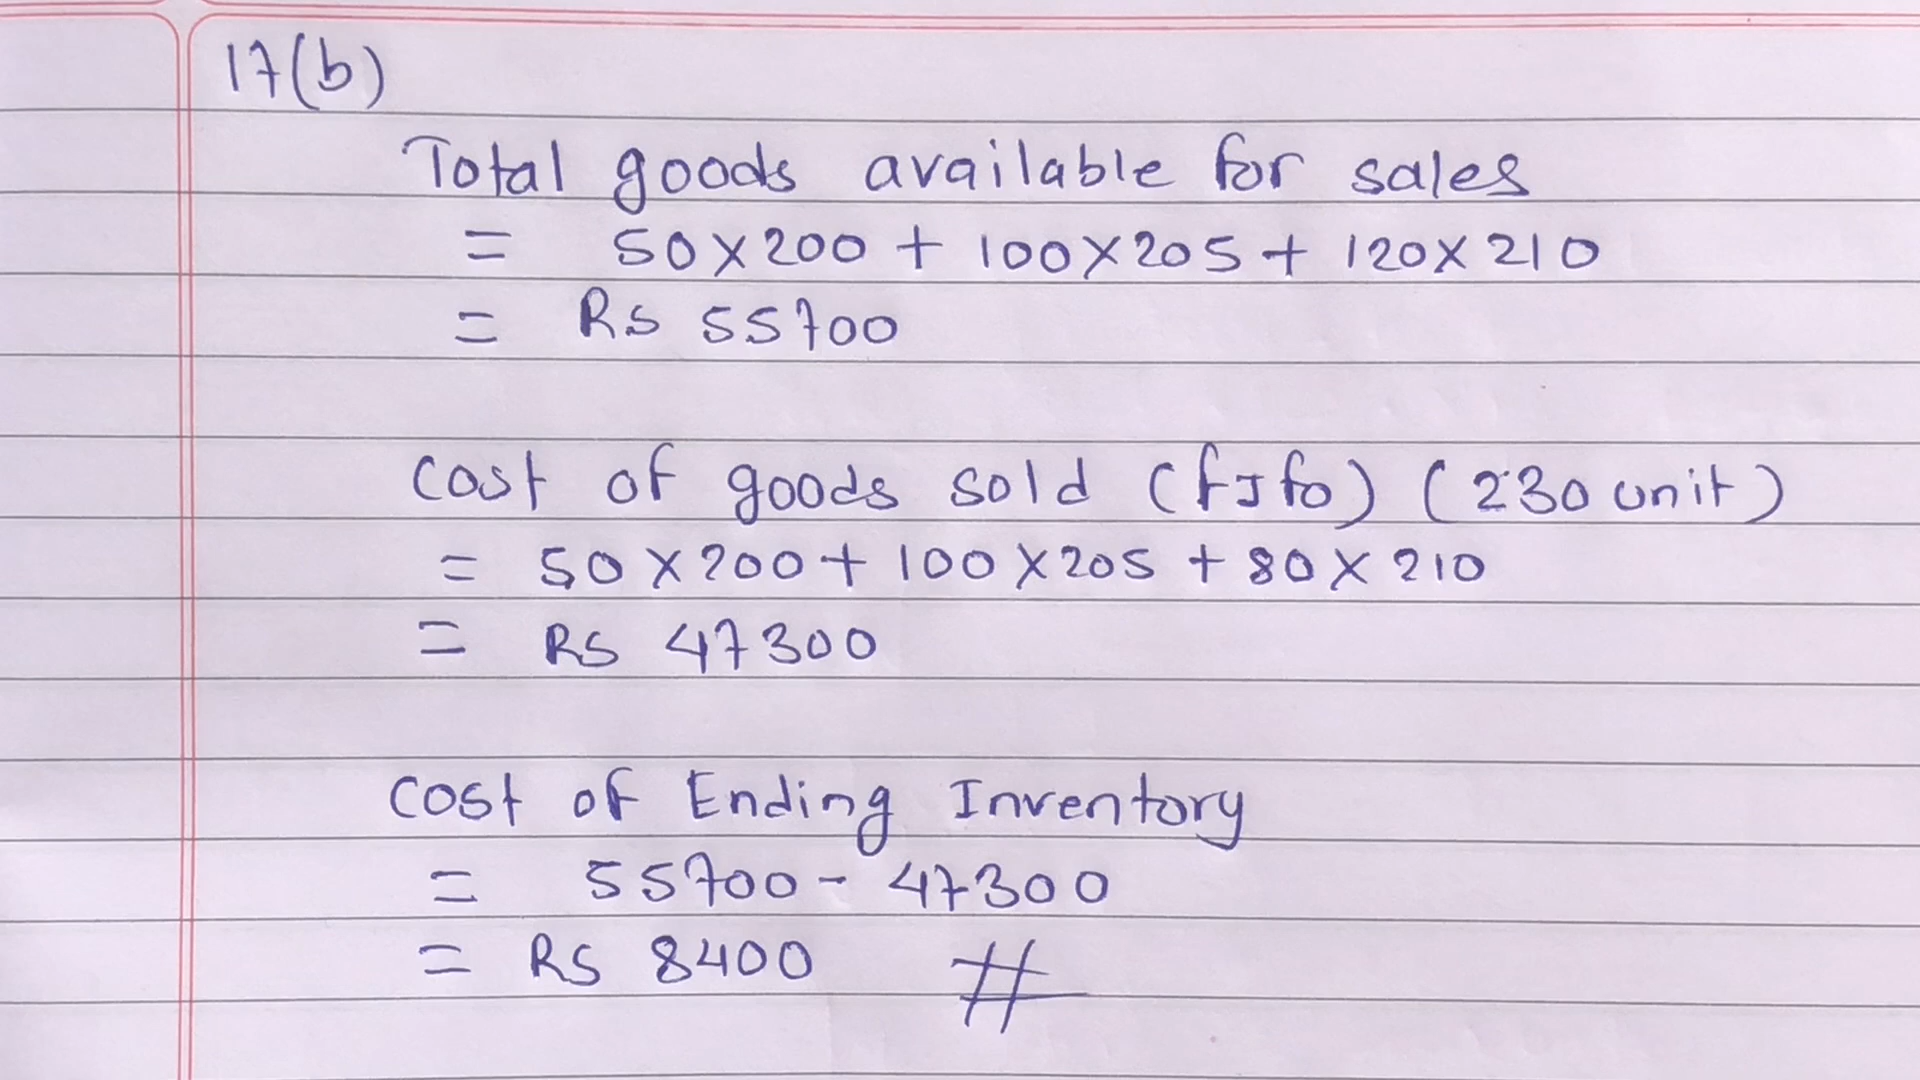 17(b)
Total goods available for sales
= 50×200 + 100×205 + 120×210
= Rs 55700
Cost of goods sold (fIfo) (230 unit)
= 50×200 + 100×205 + 80×210
= Rs 47300
Cost of Ending Inventory
= 55700 - 47300
= Rs 8400 #